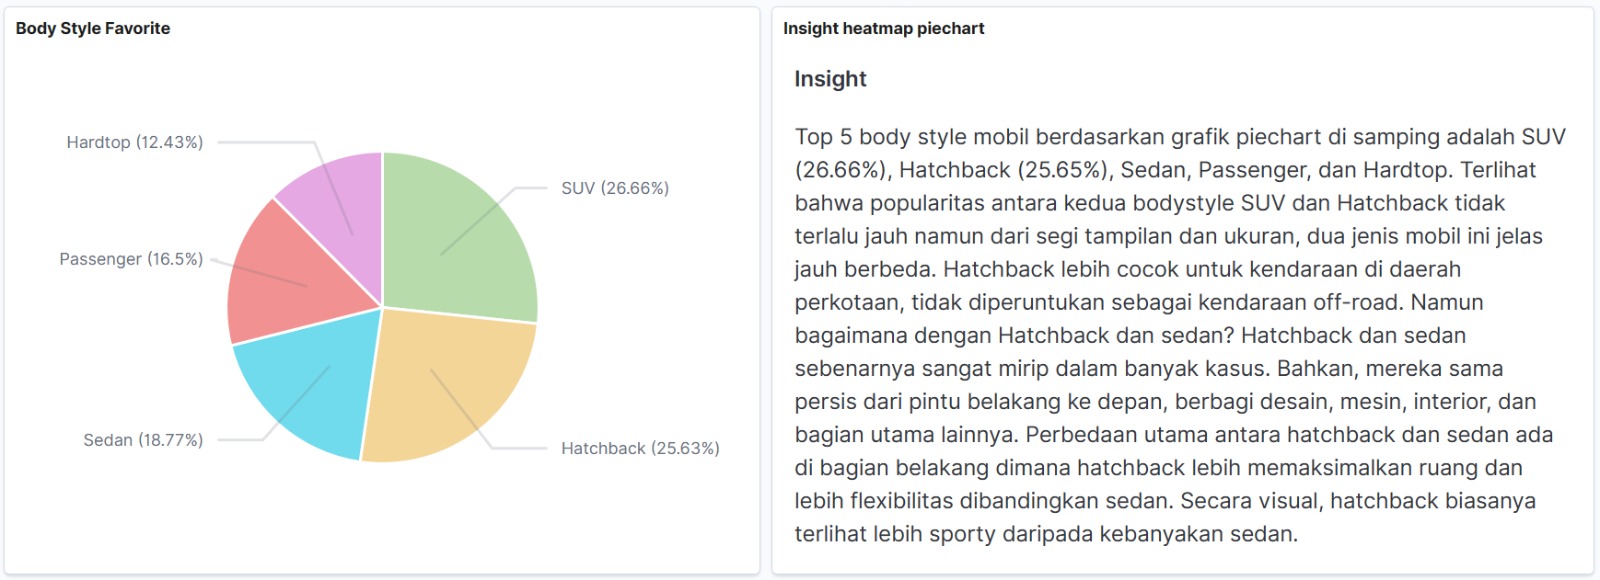 Body Style Favorite
Hardtop (12.43%)
SUV (26.66%)
Passenger (16.5%)
Sedan (18.77%)
Hatchback (25.63%)
Insight heatmap piechart
Insight
Top 5 body style mobil berdasarkan grafik piechart di samping adalah SUV
(26.66%), Hatchback (25.65%), Sedan, Passenger, dan Hardtop. Terlihat
bahwa popularitas antara kedua bodystyle SUV dan Hatchback tidak
terlalu jauh namun dari segi tampilan dan ukuran, dua jenis mobil ini jelas
jauh berbeda. Hatchback lebih cocok untuk kendaraan di daerah
perkotaan, tidak diperuntukan sebagai kendaraan off-road. Namun
bagaimana dengan Hatchback dan sedan? Hatchback dan sedan
sebenarnya sangat mirip dalam banyak kasus. Bahkan, mereka sama
persis dari pintu belakang ke depan, berbagi desain, mesin, interior, dan
bagian utama lainnya. Perbedaan utama antara hatchback dan sedan ada
di bagian belakang dimana hatchback lebih memaksimalkan ruang dan
lebih flexibilitas dibandingkan sedan. Secara visual, hatchback biasanya
terlihat lebih sporty daripada kebanyakan sedan.